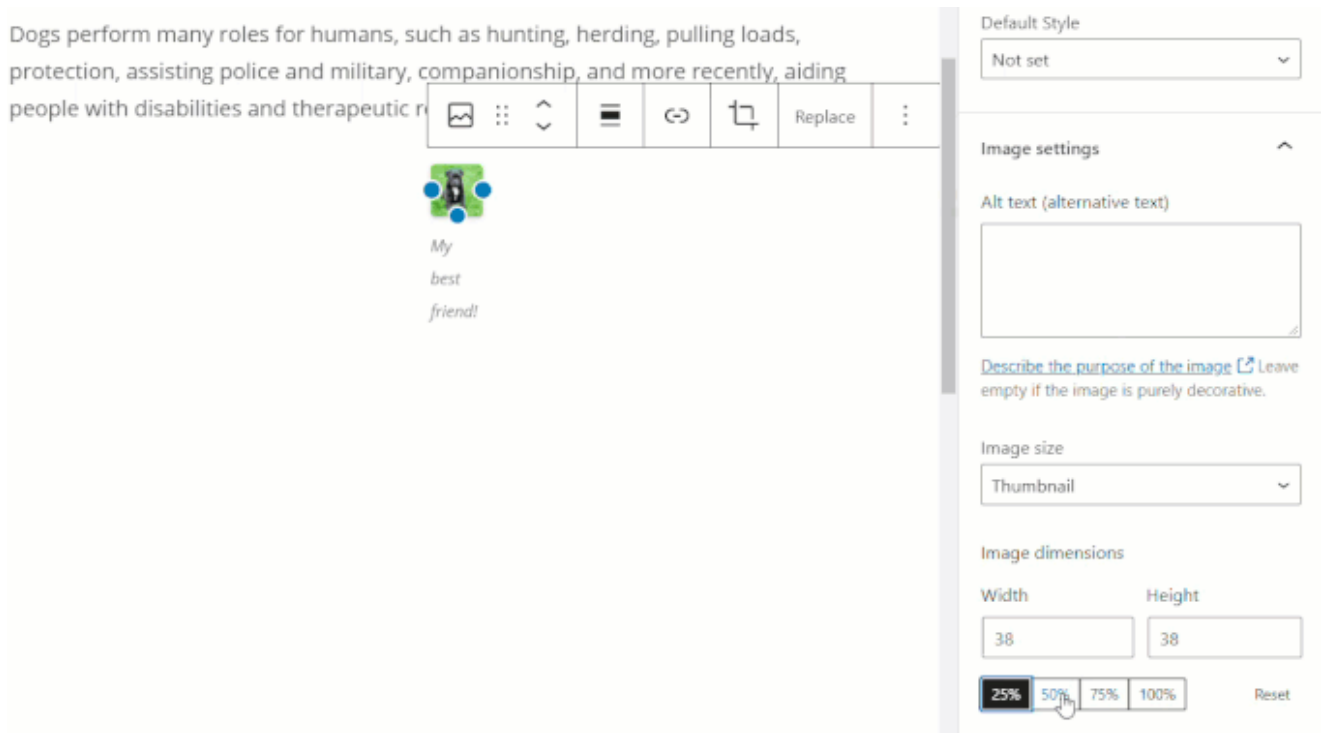 Dogs perform many roles for humans, such as hunting, herding, pulling loads,
protection, assisting police and military, companionship, and more recently, aiding
people with disabilities and therapeutic
Replace
My
best
friend!
Default Style
Not set
Image settings
Alt text (alternative text)
Describe the purpose of the image Leave
empty if the image is purely decorative.
Image size
Thumbnail
Image dimensions
Width Height
38 38
25% 50% 75% 100% Reset